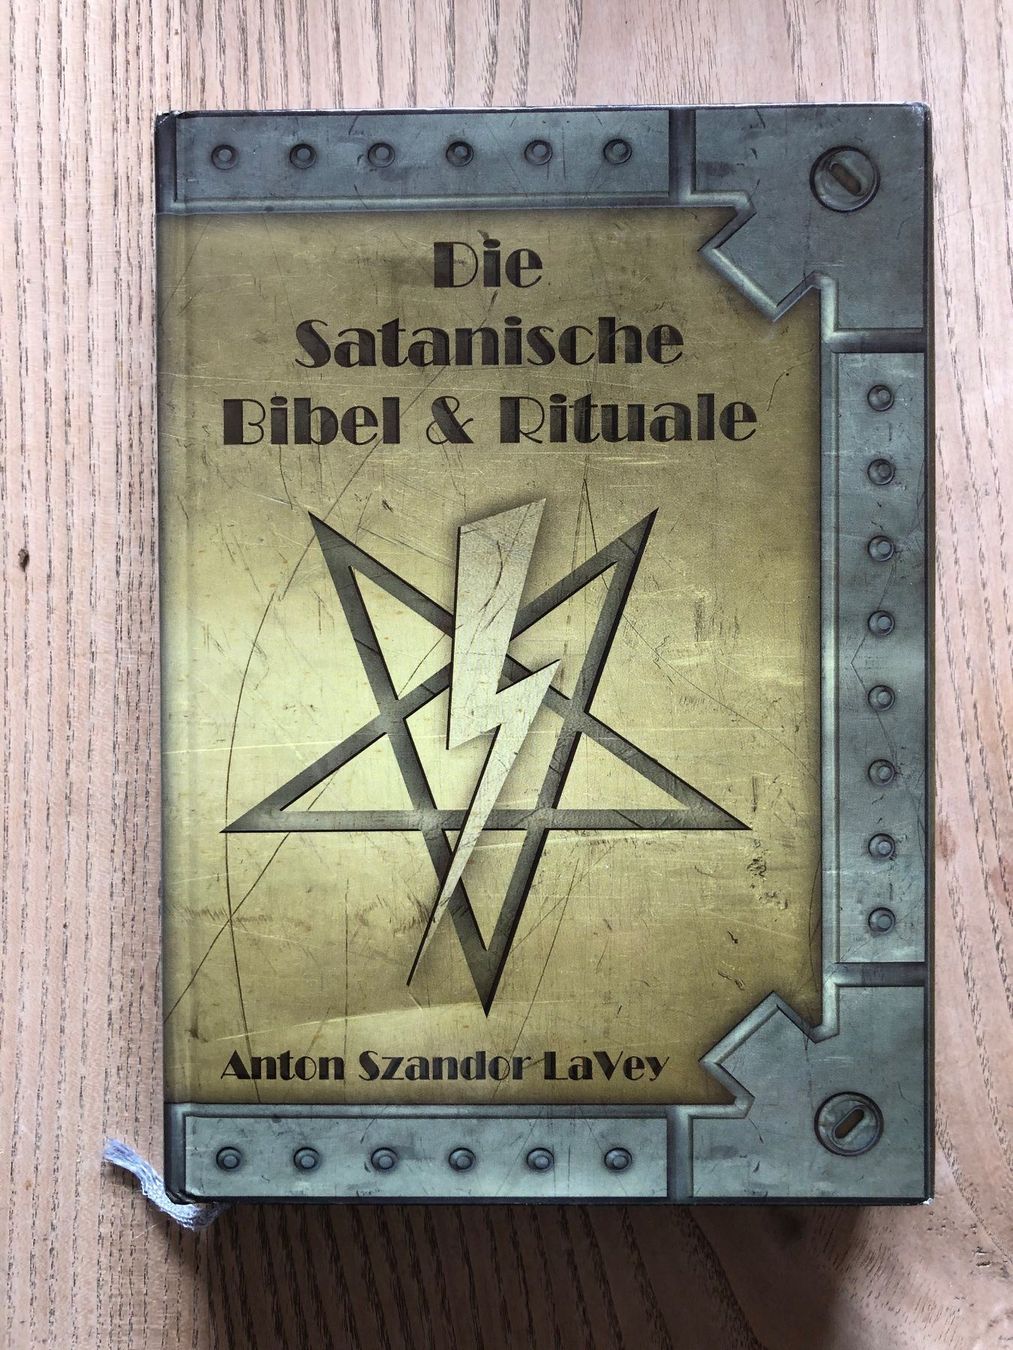 Die
Satanische
Bibel & Rituale
Anton Szandor LaVey